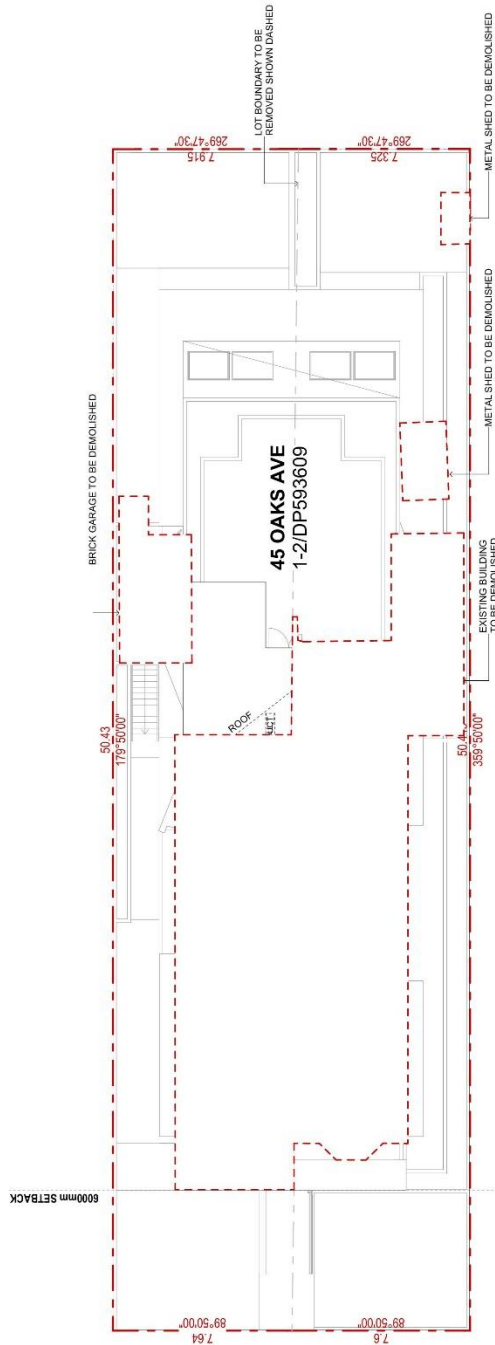 LOT BOUNDARY TO BE
REMOVED SHOWN DASHED
METAL SHED TO BE DEMOLISHED
269°47'30"
7.915
269°47'30"
7.325
METAL SHED TO BE DEMOLISHED
BRICK GARAGE TO BE DEMOLISHED
45 OAKS AVE
1-2/DP593609
EXISTING BUILDING
TO BE DEMOLISHED
50.43
179°50'00"
ROOF
359°50'00"
6000mm SETBACK
89°50'00"
7.64
89°50'00"
7.6